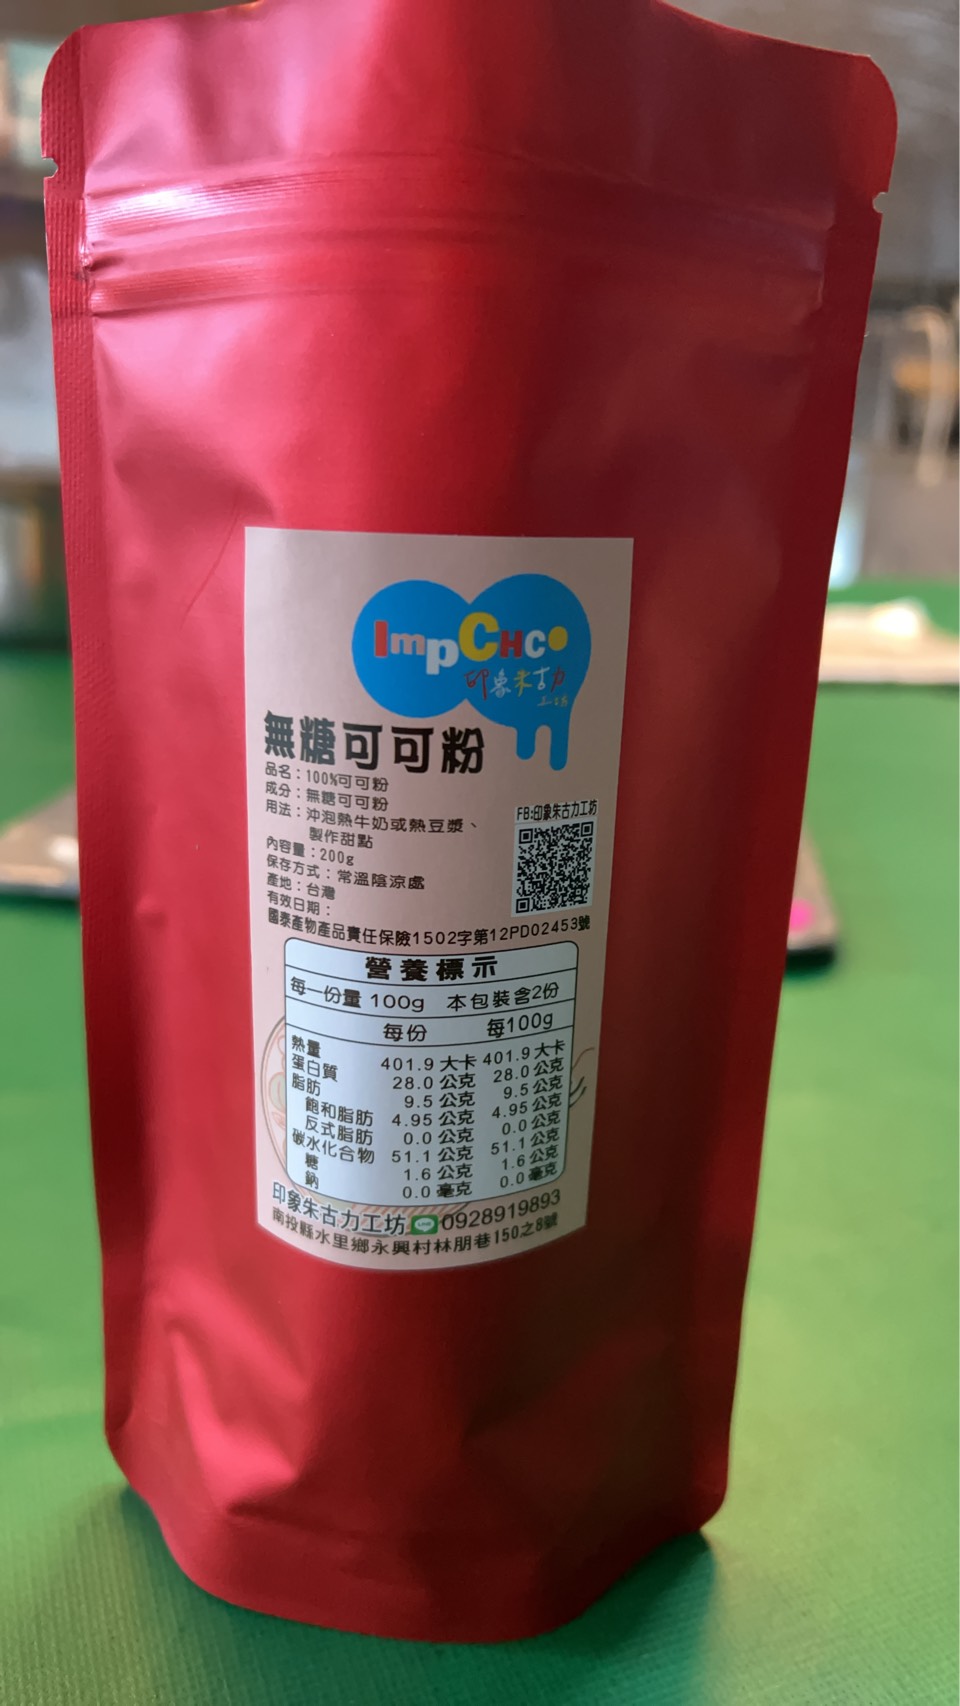 ImpCHCO
印象朱古力
工坊
無糖可可粉
品名：100%可可粉
成分：無糖可可粉
用法：沖泡熱牛奶或熱豆漿、
製作甜點
內容量：200g
保存方式：常溫陰涼處
產地：台灣
有效日期：
FB:印象朱古力工坊
國泰產物產品責任保險1502字第12PD02453號
營養標示
每一份量 100g 本包裝含2份
每份 每100g
熱量 401.9 大卡 401.9 大卡
蛋白質 28.0 公克 28.0 公克
脂肪 9.5 公克 9.5 公克
飽和脂肪 4.95 公克 4.95 公克
反式脂肪 0.0 公克 0.0 公克
碳水化合物 51.1 公克 51.1 公克
糖 1.6 公克 1.6 公克
鈉 0.0 毫克 0.0 毫克
印象朱古力工坊 LINE 0928919893
南投縣水里鄉永興村林朋巷150之8號